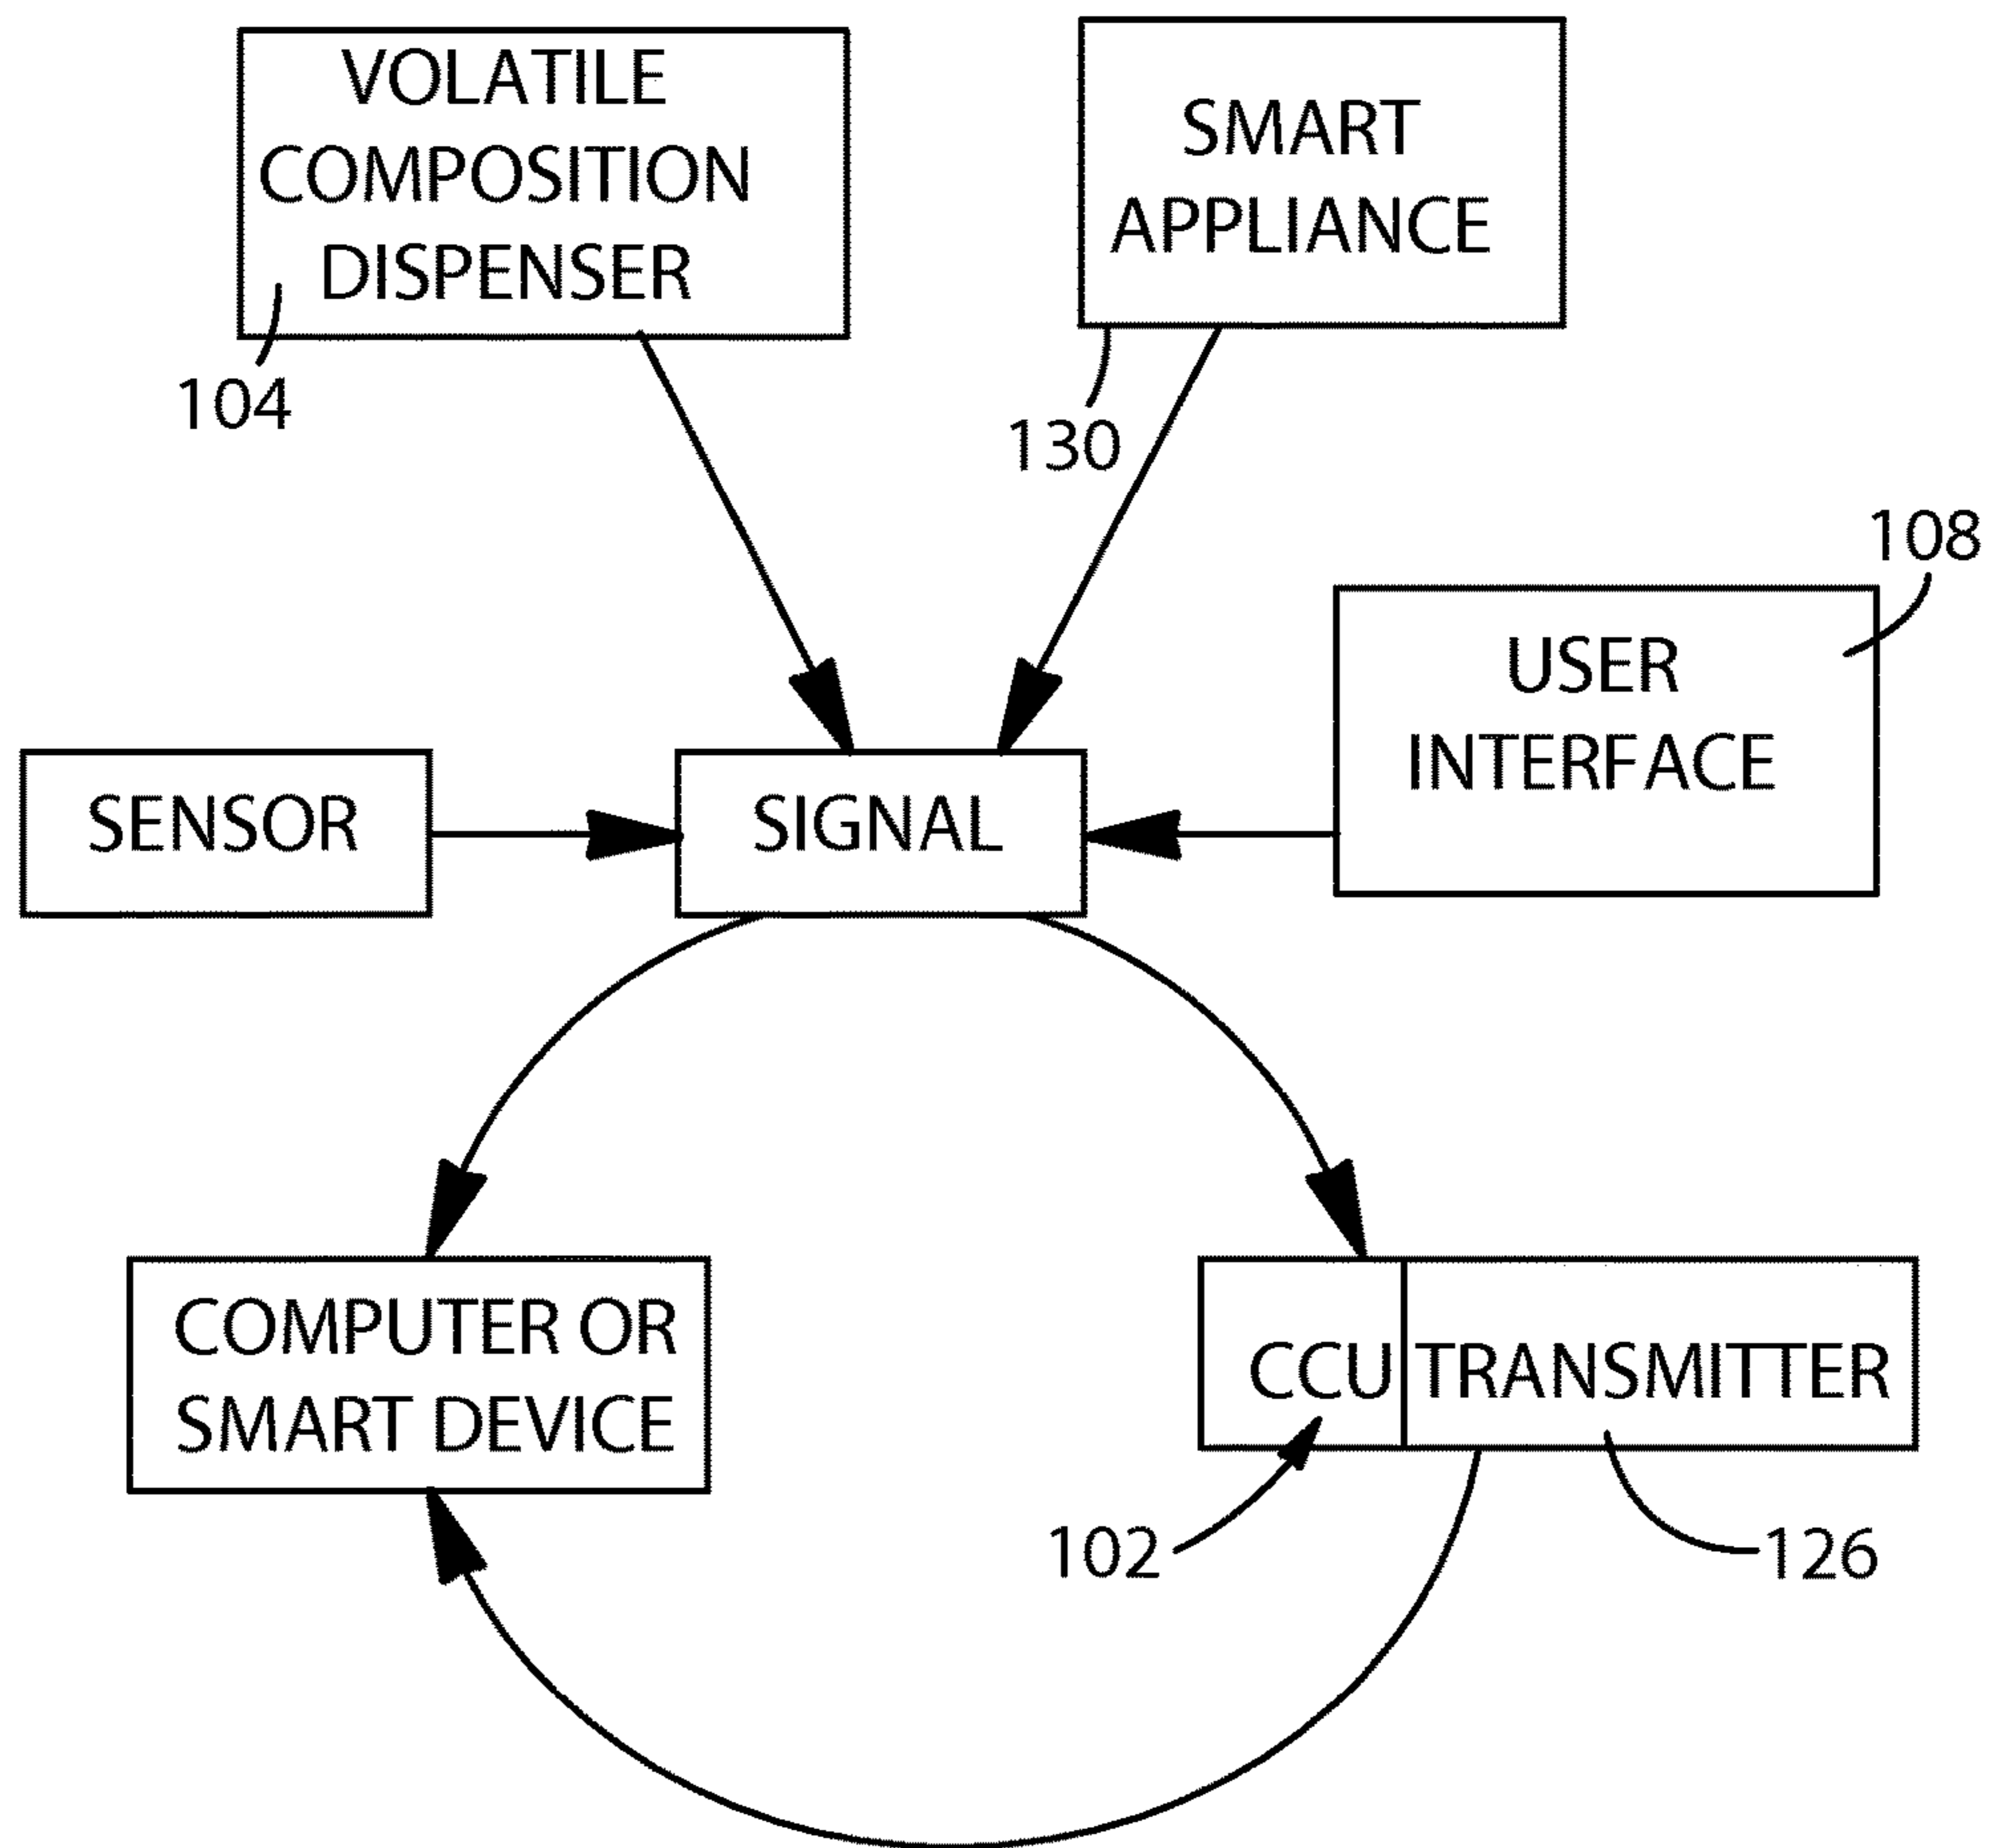 VOLATILE
COMPOSITION
DISPENSER
104
SMART
APPLIANCE
130
108
USER
INTERFACE
SENSOR
SIGNAL
COMPUTER OR
SMART DEVICE
CCU TRANSMITTER
102
126